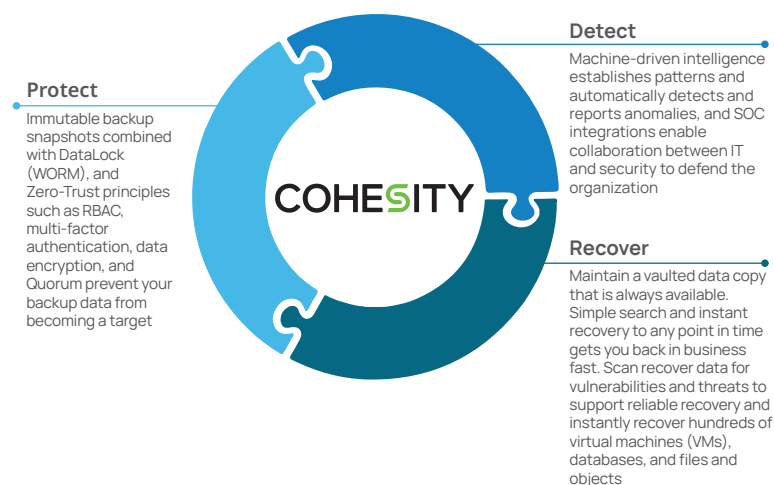 Protect
Immutable backup
snapshots combined
with DataLock
(WORM), and
Zero-Trust principles
such as RBAC,
multi-factor
authentication, data
encryption, and
Quorum prevent your
backup data from
becoming a target
COHESITY
Detect
Machine-driven intelligence
establishes patterns and
automatically detects and
reports anomalies, and SOC
integrations enable
collaboration between IT
and security to defend the
organization
Recover
Maintain a vaulted data copy
that is always available.
Simple search and instant
recovery to any point in time
gets you back in business
fast. Scan recover data for
vulnerabilities and threats to
support reliable recovery and
instantly recover hundreds of
virtual machines (VMs),
databases, and files and
objects